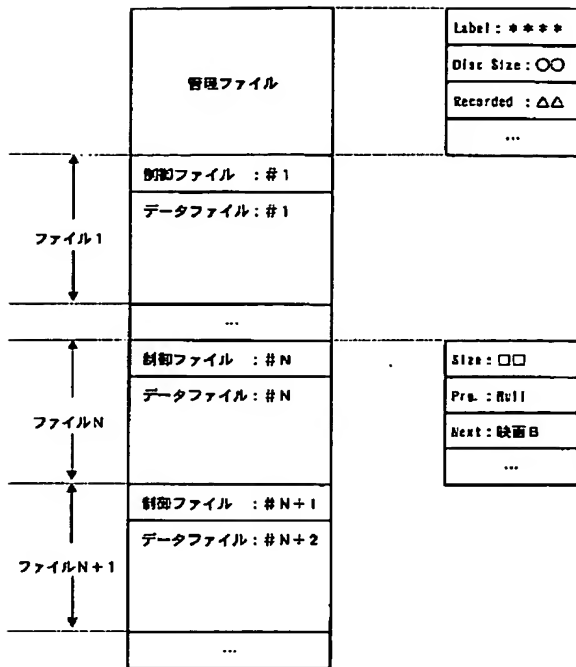 管理ファイル
Label : ＊＊＊＊
Disc Size : ○○
Recorded : △△
…
制御ファイル : #1
データファイル : #1
ファイル1
…
制御ファイル : #N
データファイル : #N
ファイルN
Size : □□
Pre. : Null
Next : 映画B
…
制御ファイル : #N+1
データファイル : #N+2
ファイルN+1
…